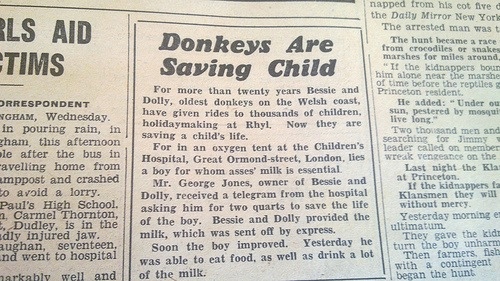 RLS AID
CTIMS
ORRESPONDENT
NGHAM, Wednesday.
in pouring rain, in
gham, this afternoon
le after the bus in
ravelling home from
amppost and crashed
to avoid a lorry.
Paul's High School,
n, Carmel Thornton,
t, Dudley, is in the
dly injured jaw.
aughan, seventeen,
and went to hospital
markably well and
Donkeys Are
Saving Child
For more than twenty years Bessie and
Dolly, oldest donkeys on the Welsh coast,
have given rides to thousands of children,
holidaymaking at Rhyl. Now they are
saving a child's life.
For in an oxygen tent at the Children's
Hospital, Great Ormond-street, London, lies
a boy for whom asses' milk is essential.
Mr. George Jones, owner of Bessie and
Dolly, received a telegram from the hospital
asking him for two quarts to save the life
of the boy. Bessie and Dolly provided the
milk, which was sent off by express.
Soon the boy improved. Yesterday he
was able to eat food, as well as drink a lot
of the milk.
napped from his cot five d
the Daily Mirror New York
The arrested man was t
The hunt became a race
from crocodiles or snakes
marshes for miles around,
"If the kidnappers boun
him alone near the marshe
of time before the reptiles g
Princeton resident.
He added: "Under our
sun, pestered by mosquit
live long."
Two thousand men and
searching for Jimmy
leader called on member
wreak vengeance on the
Last night the Klan
at Princeton.
If the kidnappers f
Klansmen they will
without mercy.
Yesterday morning e
ultimatum.
They gave the kidn
turn the boy unharm
Then farmers, fish
with a contingent
began the hunt.